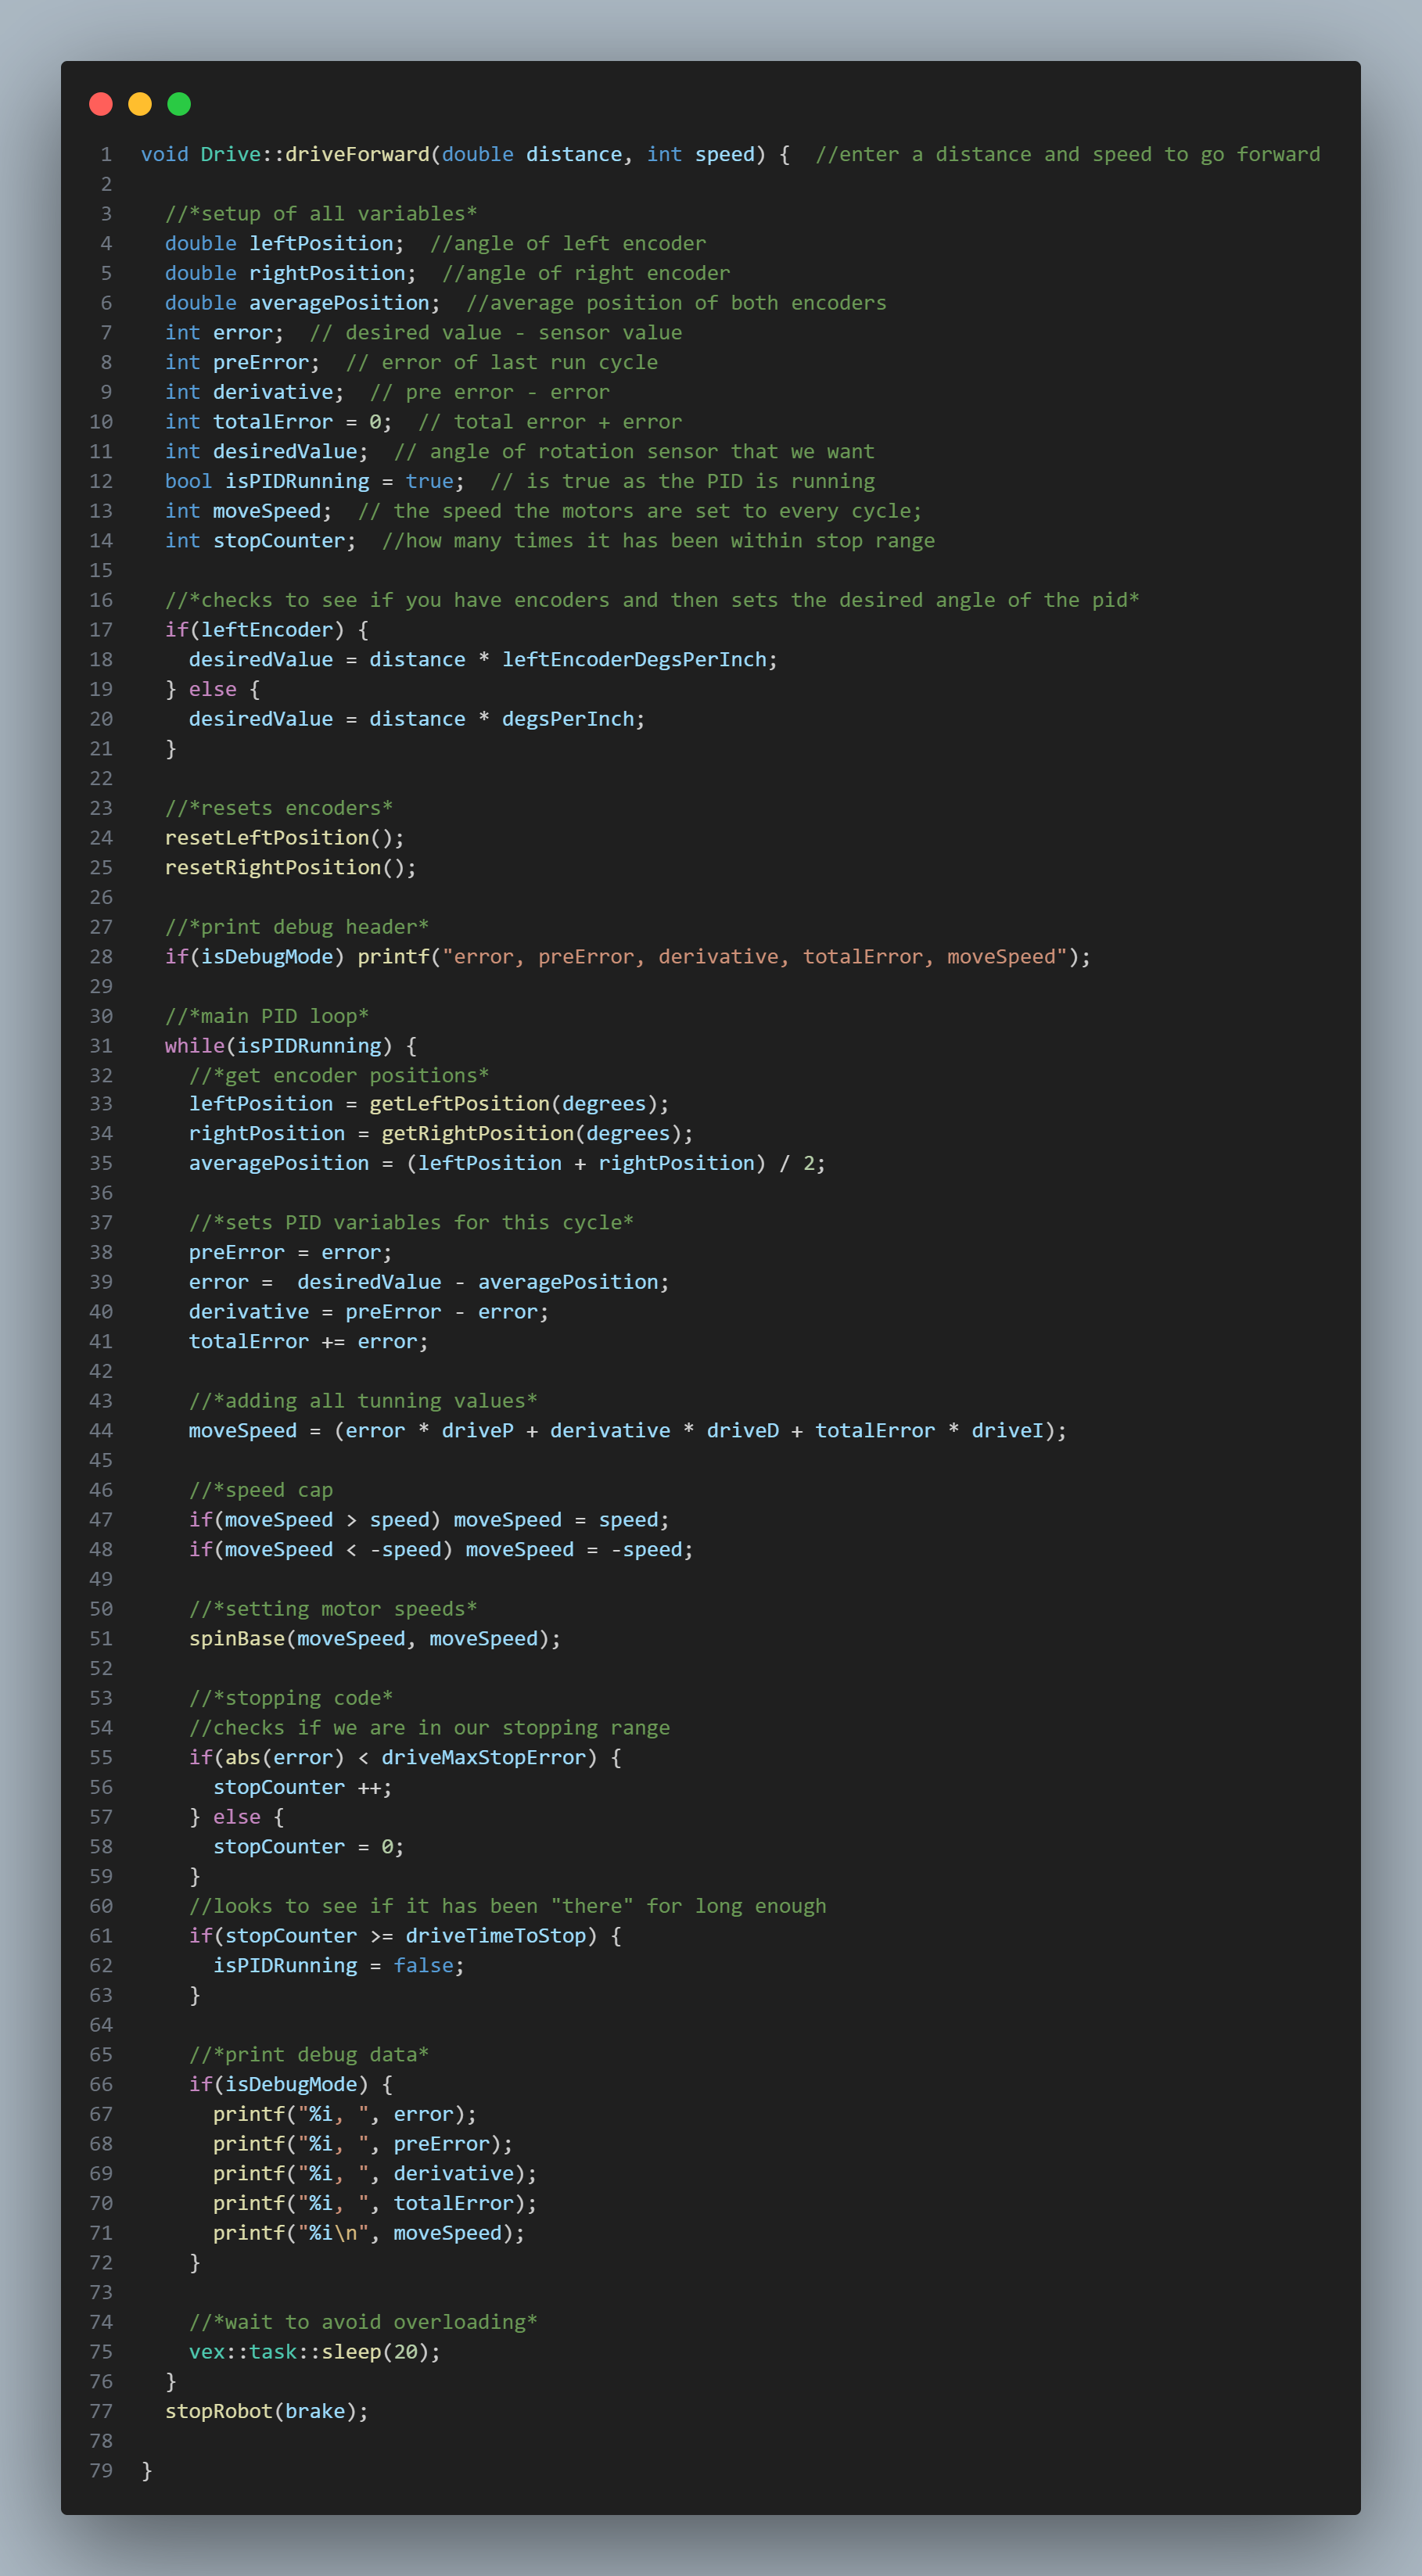 1 void Drive::driveForward(double distance, int speed) {  //enter a distance and speed to go forward
2
3   //*setup of all variables*
4   double leftPosition;  //angle of left encoder
5   double rightPosition;  //angle of right encoder
6   double averagePosition;  //average position of both encoders
7   int error;  // desired value - sensor value
8   int preError;  // error of last run cycle
9   int derivative;  // pre error - error
10   int totalError = 0;  // total error + error
11   int desiredValue;  // angle of rotation sensor that we want
12   bool isPIDRunning = true;  // is true as the PID is running
13   int moveSpeed;  // the speed the motors are set to every cycle;
14   int stopCounter;  //how many times it has been within stop range
15
16   //*checks to see if you have encoders and then sets the desired angle of the pid*
17   if(leftEncoder) {
18     desiredValue = distance * leftEncoderDegsPerInch;
19   } else {
20     desiredValue = distance * degsPerInch;
21   }
22
23   //*resets encoders*
24   resetLeftPosition();
25   resetRightPosition();
26
27   //*print debug header*
28   if(isDebugMode) printf("error, preError, derivative, totalError, moveSpeed");
29
30   //*main PID loop*
31   while(isPIDRunning) {
32     //*get encoder positions*
33     leftPosition = getLeftPosition(degrees);
34     rightPosition = getRightPosition(degrees);
35     averagePosition = (leftPosition + rightPosition) / 2;
36
37     //*sets PID variables for this cycle*
38     preError = error;
39     error =  desiredValue - averagePosition;
40     derivative = preError - error;
41     totalError += error;
42
43     //*adding all tunning values*
44     moveSpeed = (error * driveP + derivative * driveD + totalError * driveI);
45
46     //*speed cap
47     if(moveSpeed > speed) moveSpeed = speed;
48     if(moveSpeed < -speed) moveSpeed = -speed;
49
50     //*setting motor speeds*
51     spinBase(moveSpeed, moveSpeed);
52
53     //*stopping code*
54     //checks if we are in our stopping range
55     if(abs(error) < driveMaxStopError) {
56       stopCounter ++;
57     } else {
58       stopCounter = 0;
59     }
60     //looks to see if it has been "there" for long enough
61     if(stopCounter >= driveTimeToStop) {
62       isPIDRunning = false;
63     }
64
65     //*print debug data*
66     if(isDebugMode) {
67       printf("%i, ", error);
68       printf("%i, ", preError);
69       printf("%i, ", derivative);
70       printf("%i, ", totalError);
71       printf("%i\n", moveSpeed);
72     }
73
74     //*wait to avoid overloading*
75     vex::task::sleep(20);
76   }
77   stopRobot(brake);
78
79 }